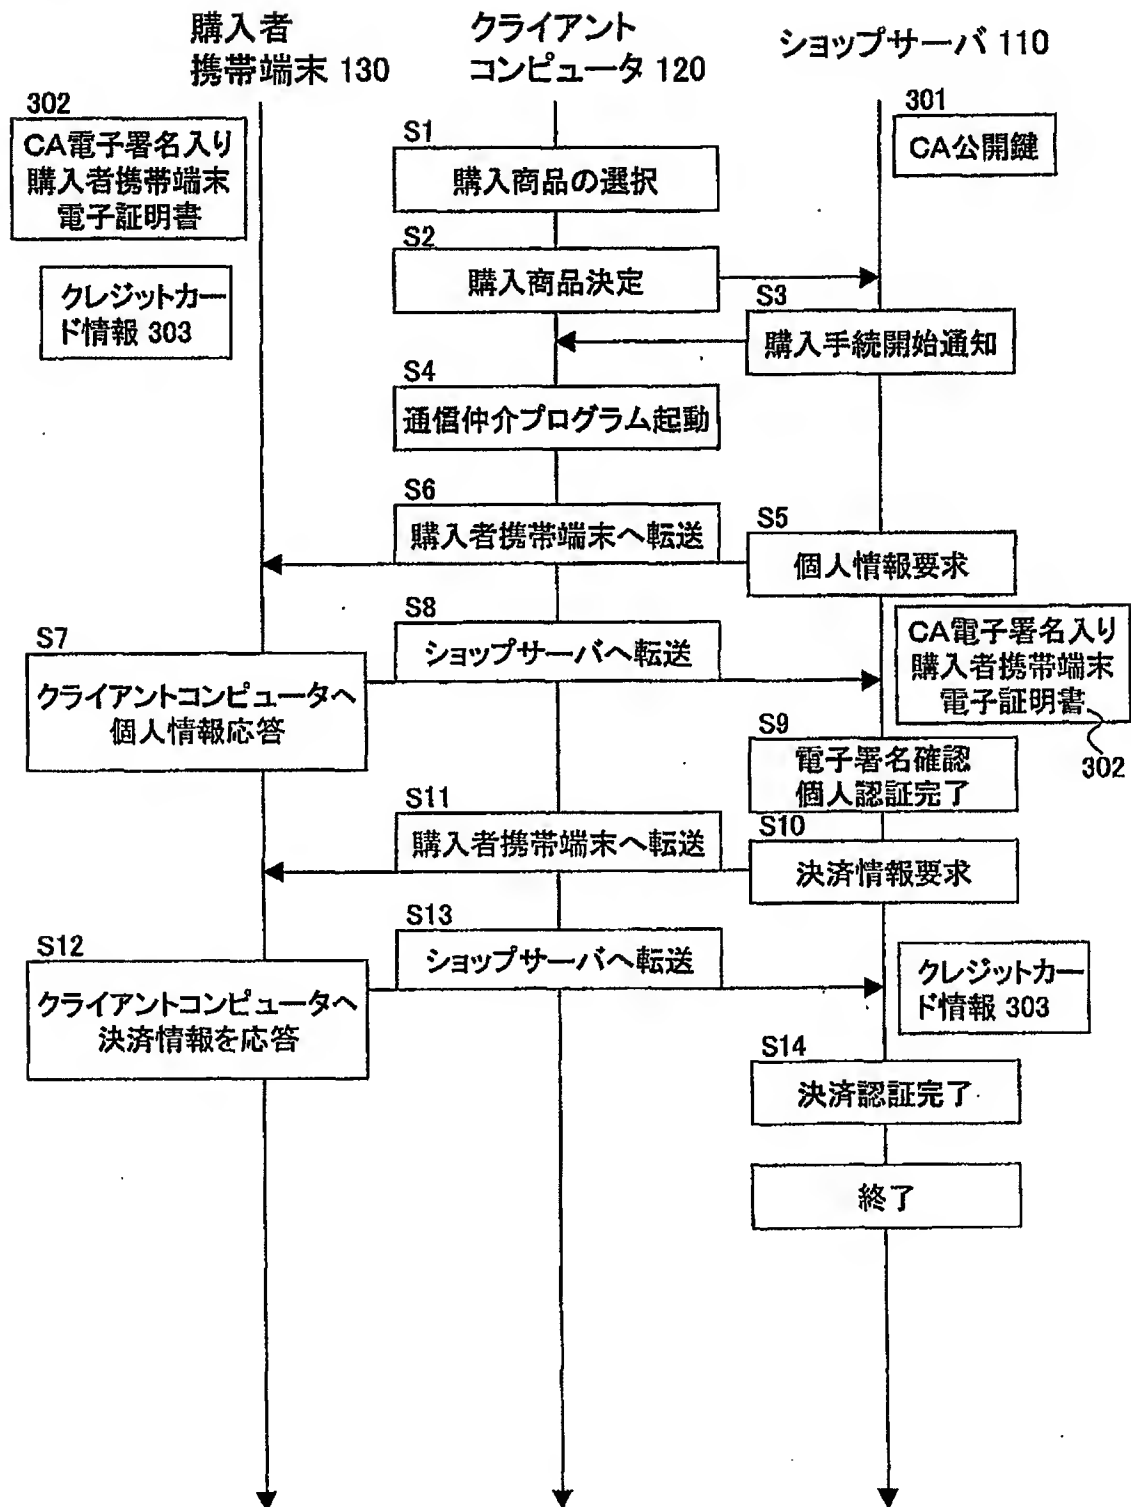 購入者
携帯端末 130
クライアント
コンピュータ 120
ショップサーバ 110
302
CA電子署名入り
購入者携帯端末
電子証明書
301
CA公開鍵
S1
購入商品の選択
S2
購入商品決定
クレジットカー
ド情報 303
S3
購入手続開始通知
S4
通信仲介プログラム起動
S6
購入者携帯端末へ転送
S5
個人情報要求
S8
ショップサーバへ転送
S7
クライアントコンピュータへ
個人情報応答
CA電子署名入り
購入者携帯端末
電子証明書
302
S9
電子署名確認
個人認証完了
S11
購入者携帯端末へ転送
S10
決済情報要求
S13
ショップサーバへ転送
S12
クライアントコンピュータへ
決済情報を応答
クレジットカー
ド情報 303
S14
決済認証完了
終了